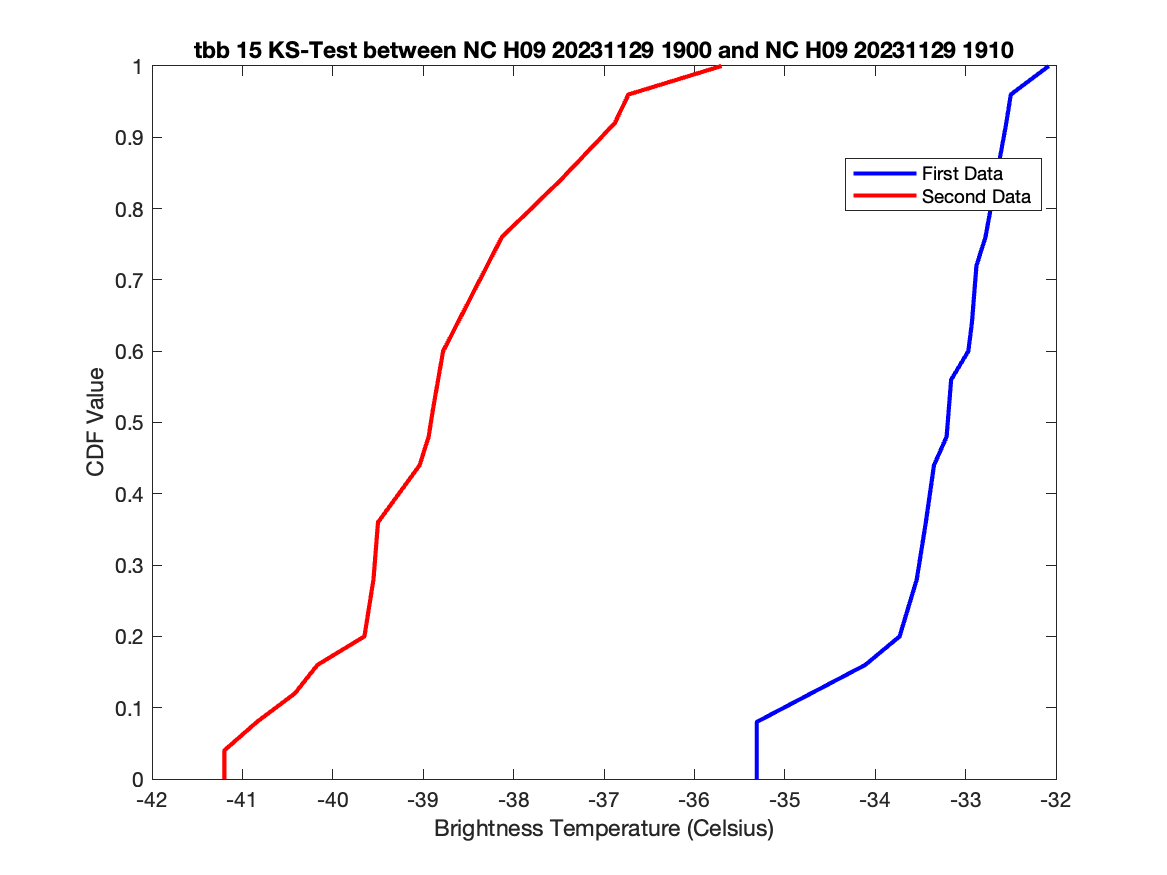 tbb 15 KS-Test between NC H09 20231129 1900 and NC H09 20231129 1910
1
0.9
0.8
0.7
0.6
0.5
0.4
0.3
0.2
0.1
0
CDF Value
First Data
Second Data
-42 -41 -40 -39 -38 -37 -36 -35 -34 -33 -32
Brightness Temperature (Celsius)